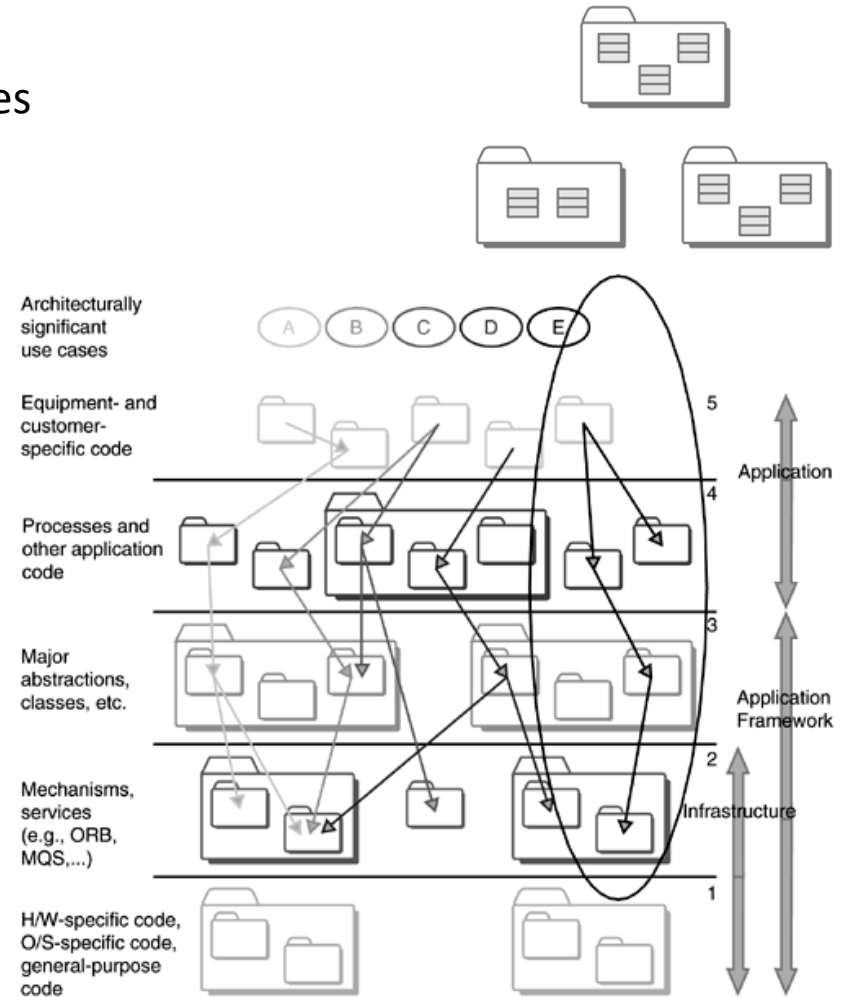 es
Architecturally
significant
use cases
A B C D E
Equipment- and
customer-
specific code
5
Application
4
Processes and
other application
code
3
Major
abstractions,
classes, etc.
Application
Framework
2
Mechanisms,
services
(e.g., ORB,
MQS,...)
Infrastructure
1
H/W-specific code,
O/S-specific code,
general-purpose
code